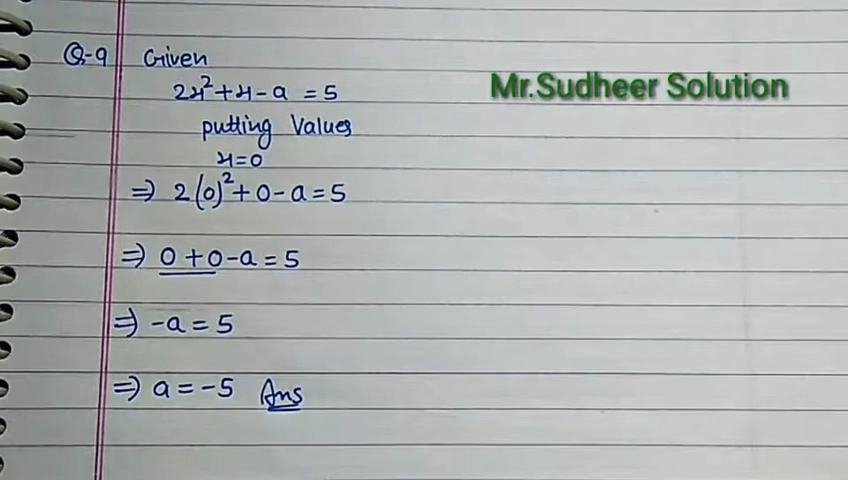 Q-9 Given
Mr.Sudheer Solution
2x²+x-a = 5
putting Values
x=0
⇒ 2(0)²+0-a=5
⇒ 0+0-a=5
⇒ -a=5
⇒ a=-5 Ans